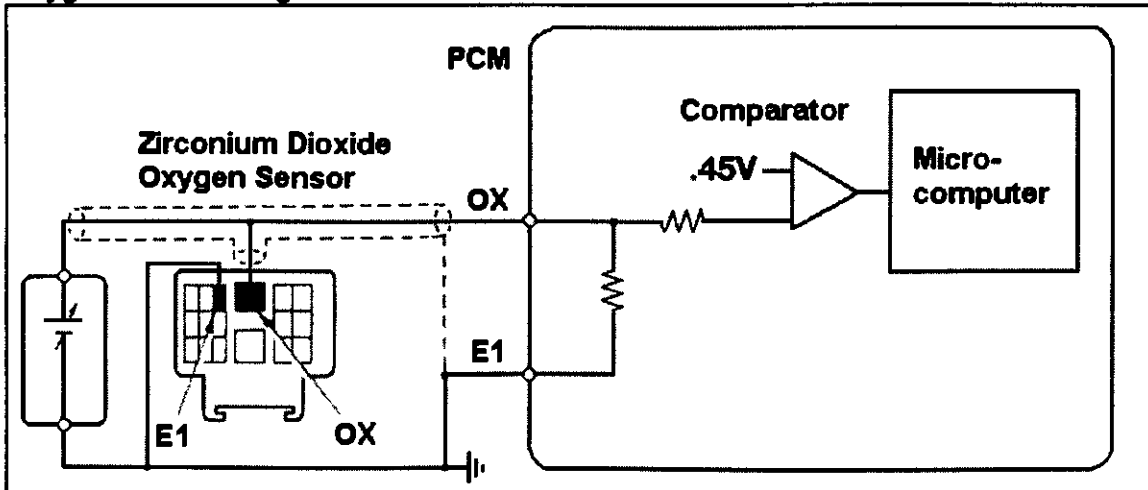 PCM
Comparator
.45V
Micro-
computer
Zirconium Dioxide
Oxygen Sensor
OX
E1
E1
OX